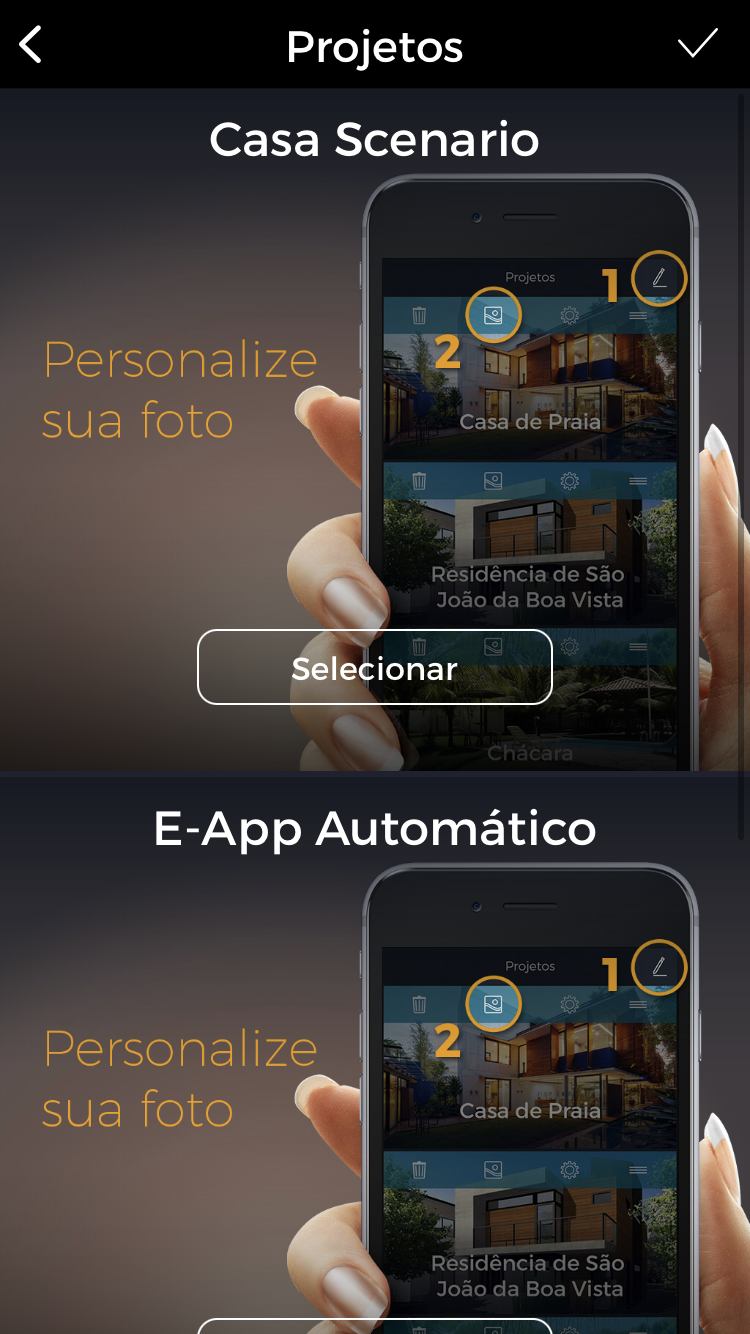 Projetos
Casa Scenario
Projetos
1
2
Personalize
sua foto
Casa de Praia
Residência de São
João da Boa Vista
Selecionar
Chácara
E-App Automático
Projetos
1
2
Personalize
sua foto
Casa de Praia
Residência de São
João da Boa Vista